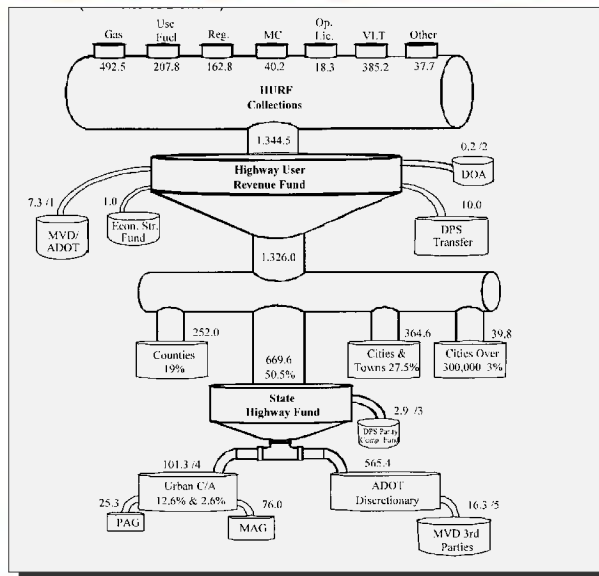 Gas Use Fuel Reg. MC Op. Lic. VLT Other
492.5 207.8 162.8 40.2 18.3 385.2 37.7
HURF
Collections
1.344.5
Highway User
Revenue Fund
0.2 /2
DOA
7.3 /1
MVD/
ADOT
1.0
Econ. Str.
Fund
10.0
DPS
Transfer
1.326.0
252.0
Counties
19%
669.6
50.5%
364.6
Cities &
Towns 27.5%
39.8
Cities Over
300,000 3%
State
Highway Fund
2.9 /3
DPS Parity
Comp Fund
101.3 /4
Urban C/A
12.6% & 2.6%
565.4
ADOT
Discretionary
25.3
PAG
76.0
MAG
16.3 /5
MVD 3rd
Parties